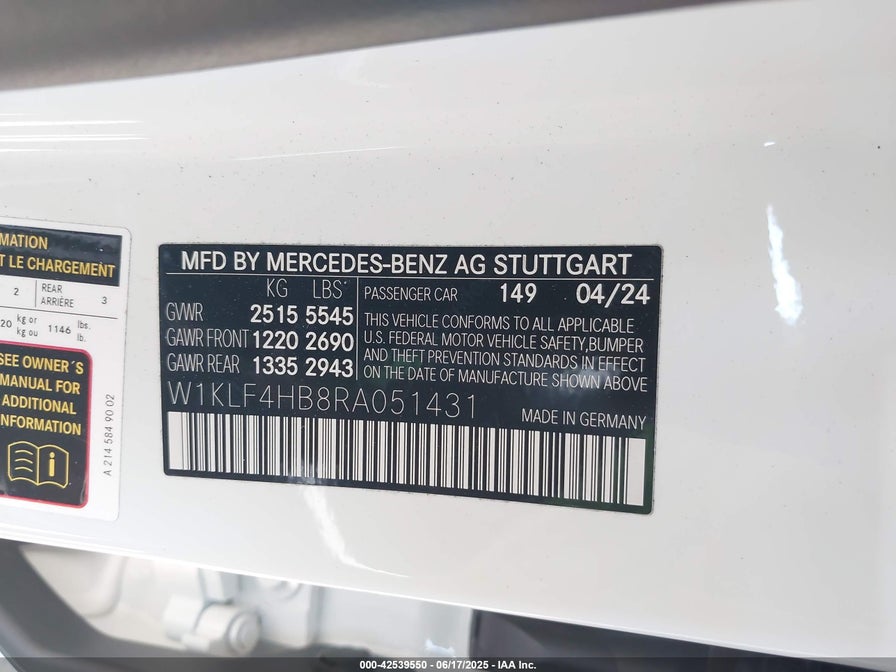 MATION
T LE CHARGEMENT
2 REAR ARRIÈRE 3
20 kg or kg ou 1146 lbs. lb.
SEE OWNER´S
MANUAL FOR
ADDITIONAL
INFORMATION
A 214 584 90 02
MFD BY MERCEDES-BENZ AG STUTTGART
KG LBS
GVWR 2515 5545
GAWR FRONT 1220 2690
GAWR REAR 1335 2943
PASSENGER CAR 149 04/24
THIS VEHICLE CONFORMS TO ALL APPLICABLE
U.S. FEDERAL MOTOR VEHICLE SAFETY,BUMPER
AND THEFT PREVENTION STANDARDS IN EFFECT
ON THE DATE OF MANUFACTURE SHOWN ABOVE
W1KLF4HB8RA051431
MADE IN GERMANY
000-42539550 - 06/17/2025 - IAA Inc.